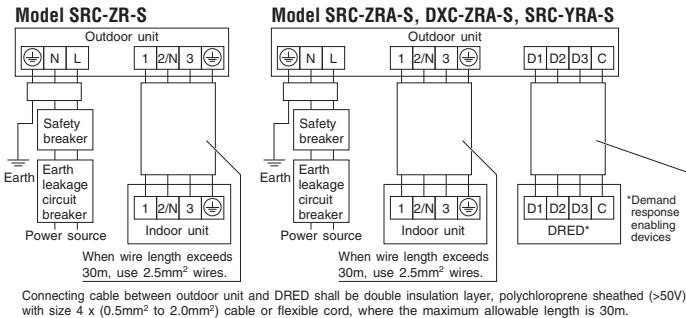 Model SRC-ZR-S
Outdoor unit
N L
1 2/N 3
Safety
breaker
Earth
Earth
leakage
circuit
breaker
Power source
1 2/N 3
Indoor unit
When wire length exceeds
30m, use 2.5mm² wires.
Model SRC-ZRA-S, DXC-ZRA-S, SRC-YRA-S
Outdoor unit
N L
1 2/N 3
D1 D2 D3 C
Safety
breaker
Earth
Earth
leakage
circuit
breaker
Power source
1 2/N 3
Indoor unit
D1 D2 D3 C
DRED*
*Demand
response
enabling
devices
When wire length exceeds
30m, use 2.5mm² wires.
Connecting cable between outdoor unit and DRED shall be double insulation layer, polychloroprene sheathed (>50V)
with size 4 x (0.5mm² to 2.0mm²) cable or flexible cord, where the maximum allowable length is 30m.